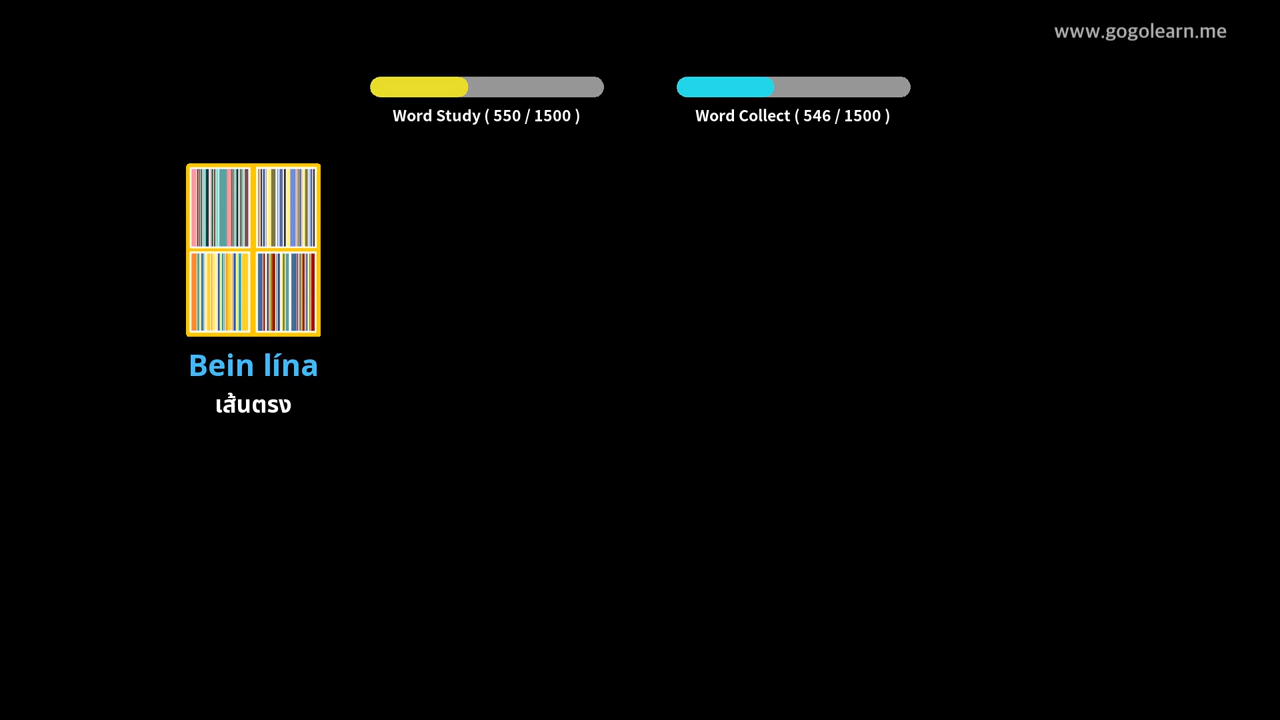 www.gogolearn.me
Word Study ( 550 / 1500 )
Word Collect ( 546 / 1500 )
Bein lína
เส้นตรง